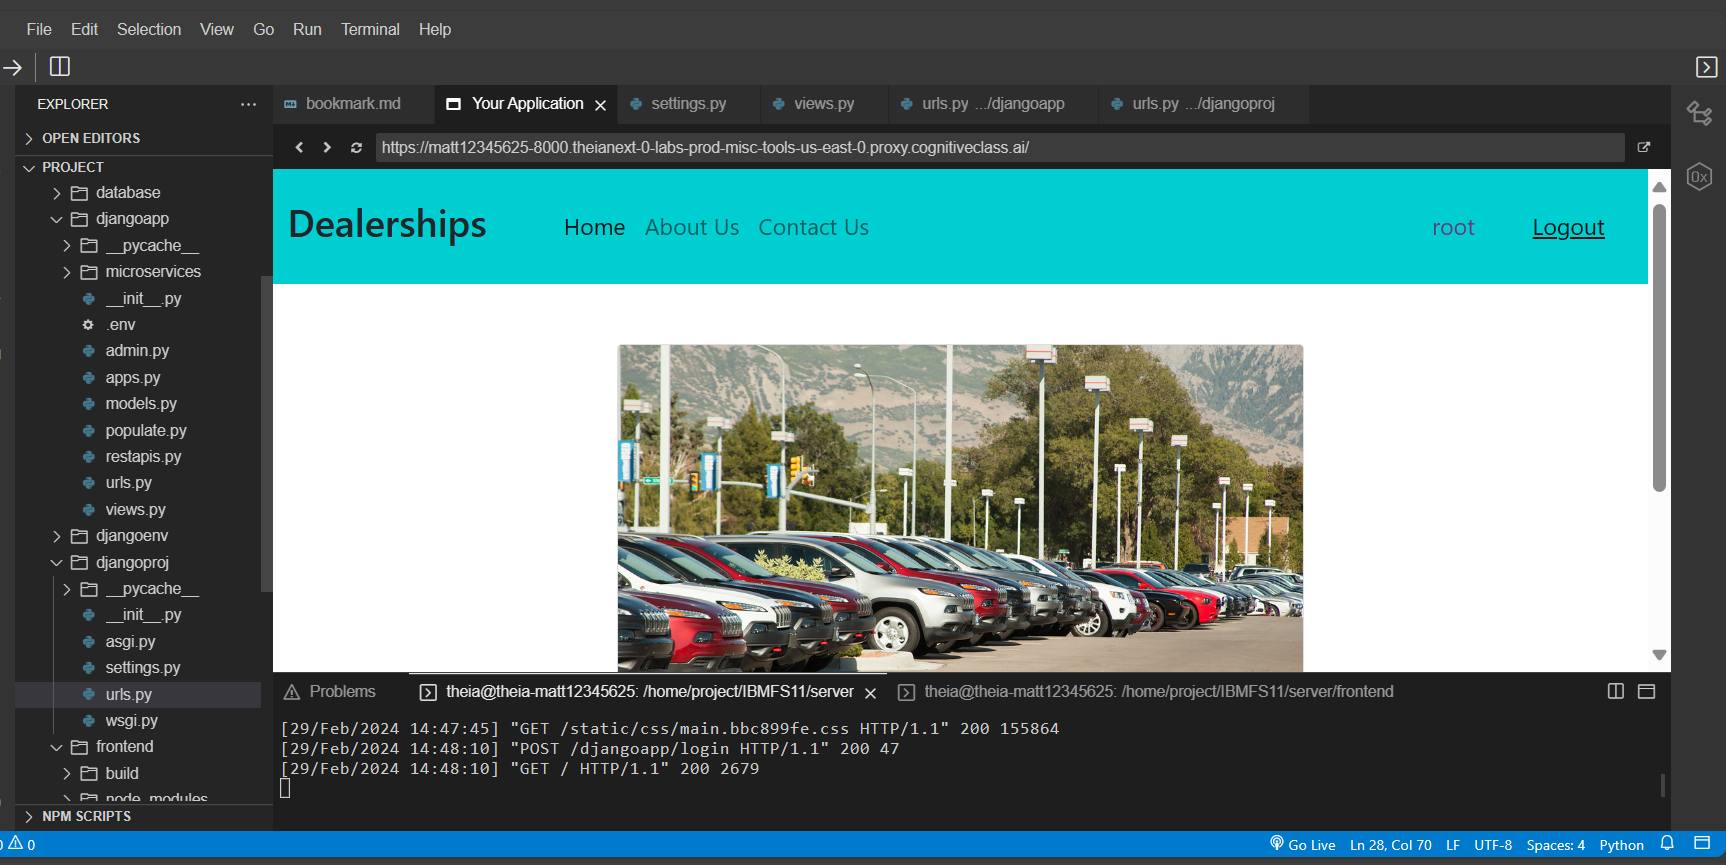 File Edit Selection View Go Run Terminal Help
EXPLORER ...
bookmark.md Your Application settings.py views.py urls.py .../djangoapp urls.py .../djangoproj
OPEN EDITORS
https://matt12345625-8000.theianext-0-labs-prod-misc-tools-us-east-0.proxy.cognitiveclass.ai/
PROJECT
database
djangoapp
__pycache__
microservices
__init__.py
.env
admin.py
apps.py
models.py
populate.py
restapis.py
urls.py
views.py
djangoenv
djangoproj
__pycache__
__init__.py
asgi.py
settings.py
urls.py
wsgi.py
frontend
build
node_modules
NPM SCRIPTS
Dealerships Home About Us Contact Us root Logout
Problems theia@theia-matt12345625: /home/project/IBMFS11/server theia@theia-matt12345625: /home/project/IBMFS11/server/frontend
[29/Feb/2024 14:47:45] "GET /static/css/main.bbc899fe.css HTTP/1.1" 200 155864
[29/Feb/2024 14:48:10] "POST /djangoapp/login HTTP/1.1" 200 47
[29/Feb/2024 14:48:10] "GET / HTTP/1.1" 200 2679
0 0 Go Live Ln 28, Col 70 LF UTF-8 Spaces: 4 Python
0x